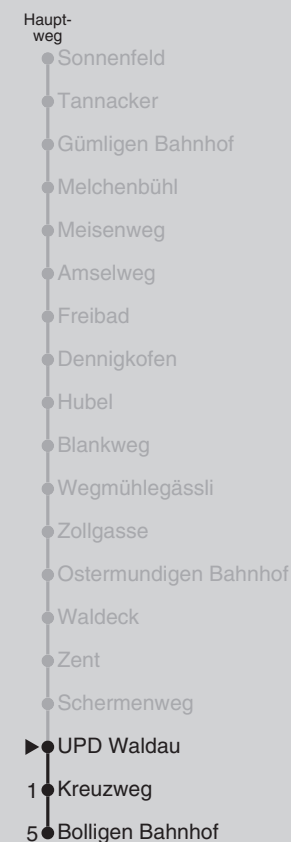 Haupt-
weg
Sonnenfeld
Tannacker
Gümligen Bahnhof
Melchenbühl
Meisenweg
Amselweg
Freibad
Dennigkofen
Hubel
Blankweg
Wegmühlegässli
Zollgasse
Ostermundigen Bahnhof
Waldeck
Zent
Schermenweg
UPD Waldau
1 Kreuzweg
5 Bolligen Bahnhof